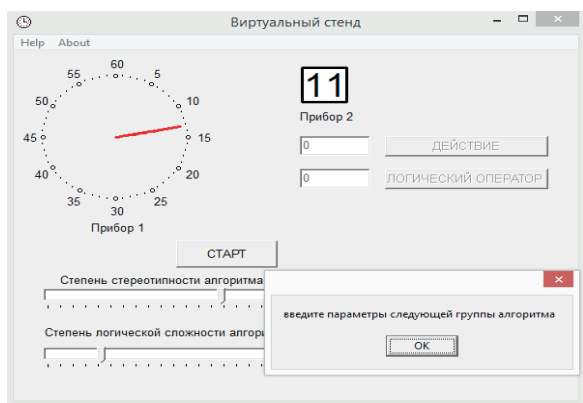 Виртуальный стенд
Help About
60
55 5
50 10
45 15
40 20
35 25
30
Прибор 1
11
Прибор 2
0 ДЕЙСТВИЕ
0 ЛОГИЧЕСКИЙ ОПЕРАТОР
СТАРТ
Степень стереотипности алгоритма
Степень логической сложности
введите параметры следующей группы алгоритма
OK